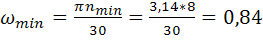 ω_min = πn_min/30 = 3,14*8/30 = 0,84